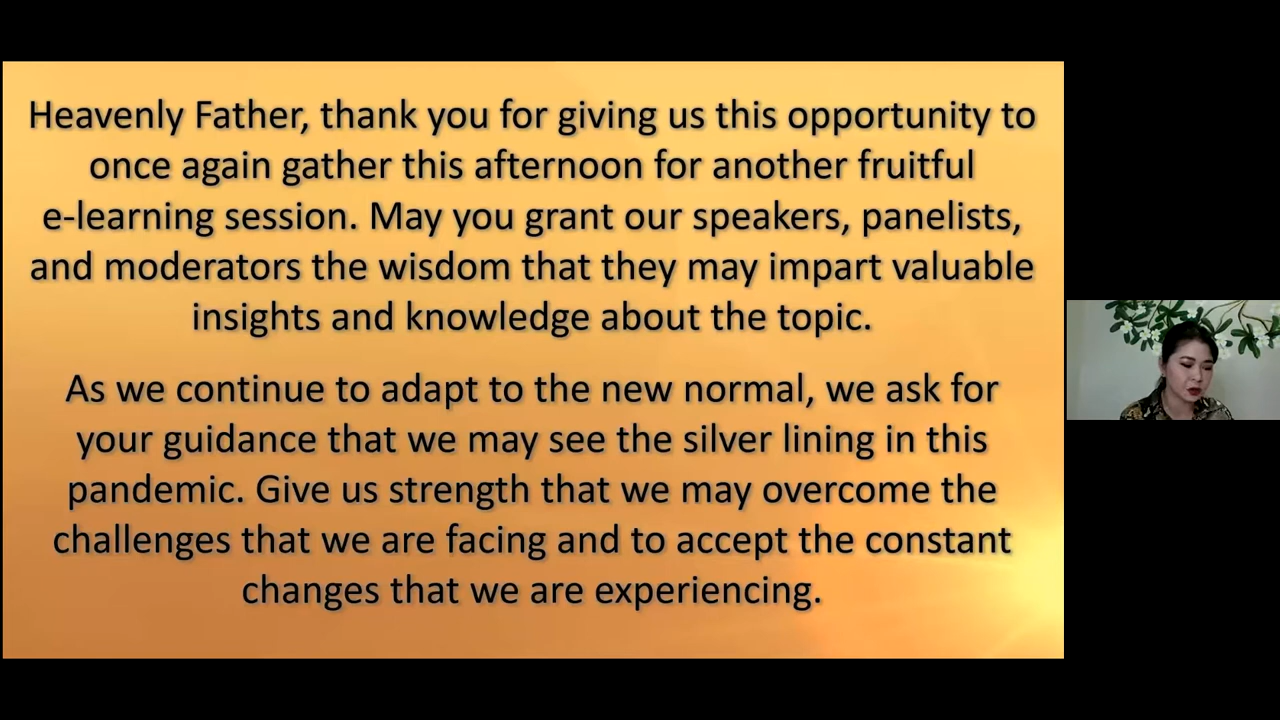 Heavenly Father, thank you for giving us this opportunity to
once again gather this afternoon for another fruitful
e-learning session. May you grant our speakers, panelists,
and moderators the wisdom that they may impart valuable
insights and knowledge about the topic.
As we continue to adapt to the new normal, we ask for
your guidance that we may see the silver lining in this
pandemic. Give us strength that we may overcome the
challenges that we are facing and to accept the constant
changes that we are experiencing.